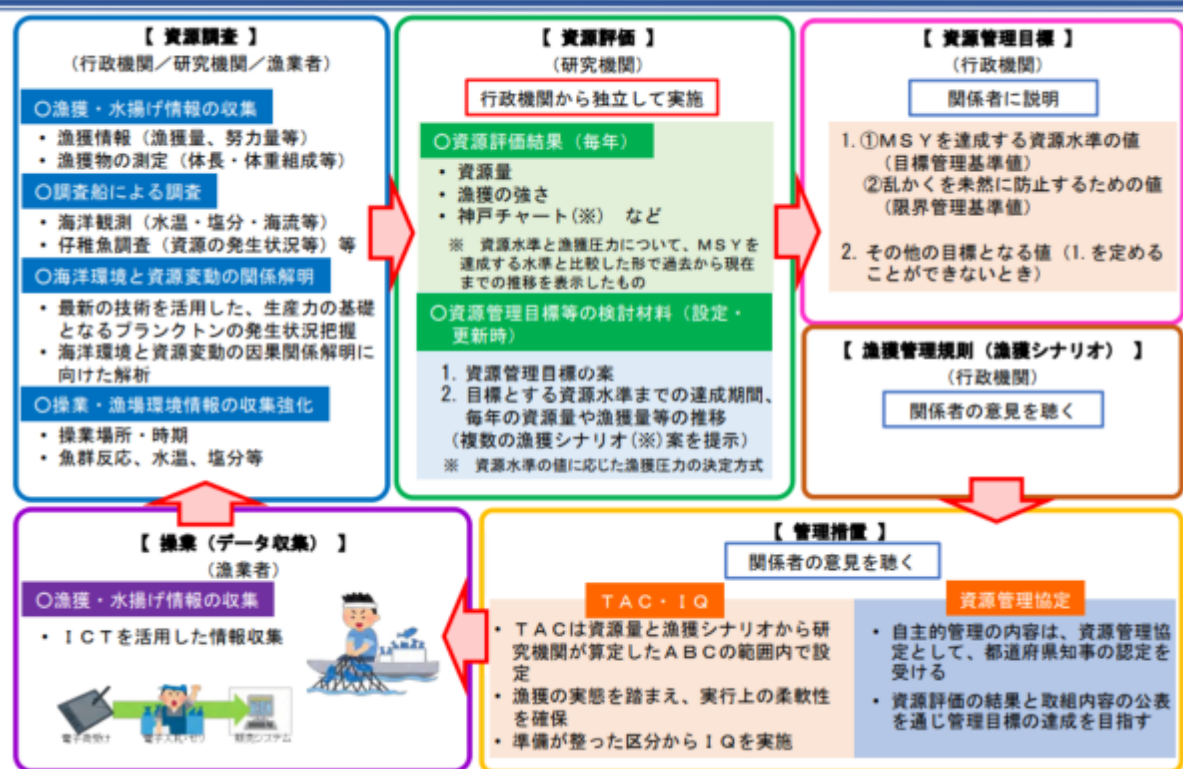 【 資源調査 】
(行政機関／研究機関／漁業者)
〇漁獲・水揚げ情報の収集
・ 漁獲情報（漁獲量、努力量等）
・ 漁獲物の測定（体長・体重組成等）
〇調査船による調査
・ 海洋観測（水温・塩分・海流等）
・ 仔稚魚調査（資源の発生状況等）等
〇海洋環境と資源変動の関係解明
・ 最新の技術を活用した、生産力の基礎
となるプランクトンの発生状況把握
・ 海洋環境と資源変動の因果関係解明に
向けた解析
〇操業・漁場環境情報の収集強化
・ 操業場所・時期
・ 魚群反応、水温、塩分等
【 資源評価 】
(研究機関)
行政機関から独立して実施
〇資源評価結果（毎年）
・ 資源量
・ 漁獲の強さ
・ 神戸チャート(※) など
※ 資源水準と漁獲圧力について、ＭＳＹを
達成する水準と比較した形で過去から現在
までの推移を表示したもの
〇資源管理目標等の検討材料（設定・
更新時）
1. 資源管理目標の案
2. 目標とする資源水準までの達成期間、
毎年の資源量や漁獲量等の推移
(複数の漁獲シナリオ(※)案を提示)
※ 資源水準の値に応じた漁獲圧力の決定方式
【 資源管理目標 】
(行政機関)
関係者に説明
1. ①ＭＳＹを達成する資源水準の値
(目標管理基準値)
②乱かくを未然に防止するための値
(限界管理基準値)
2. その他の目標となる値（1. を定める
ことができないとき）
【 漁獲管理規則（漁獲シナリオ） 】
(行政機関)
関係者の意見を聴く
【 管理措置 】
関係者の意見を聴く
ＴＡＣ・ＩＱ
・ ＴＡＣは資源量と漁獲シナリオから研
究機関が算定したＡＢＣの範囲内で設
定
・ 漁獲の実態を踏まえ、実行上の柔軟性
を確保
・ 準備が整った区分からＩＱを実施
資源管理協定
・ 自主的管理の内容は、資源管理協
定として、都道府県知事の認定を
受ける
・ 資源評価の結果と取組内容の公表
を通じ管理目標の達成を目指す
【 操業（データ収集） 】
(漁業者)
〇漁獲・水揚げ情報の収集
・ ＩＣＴを活用した情報収集
電子荷受け
電子入札・セリ
販売システム